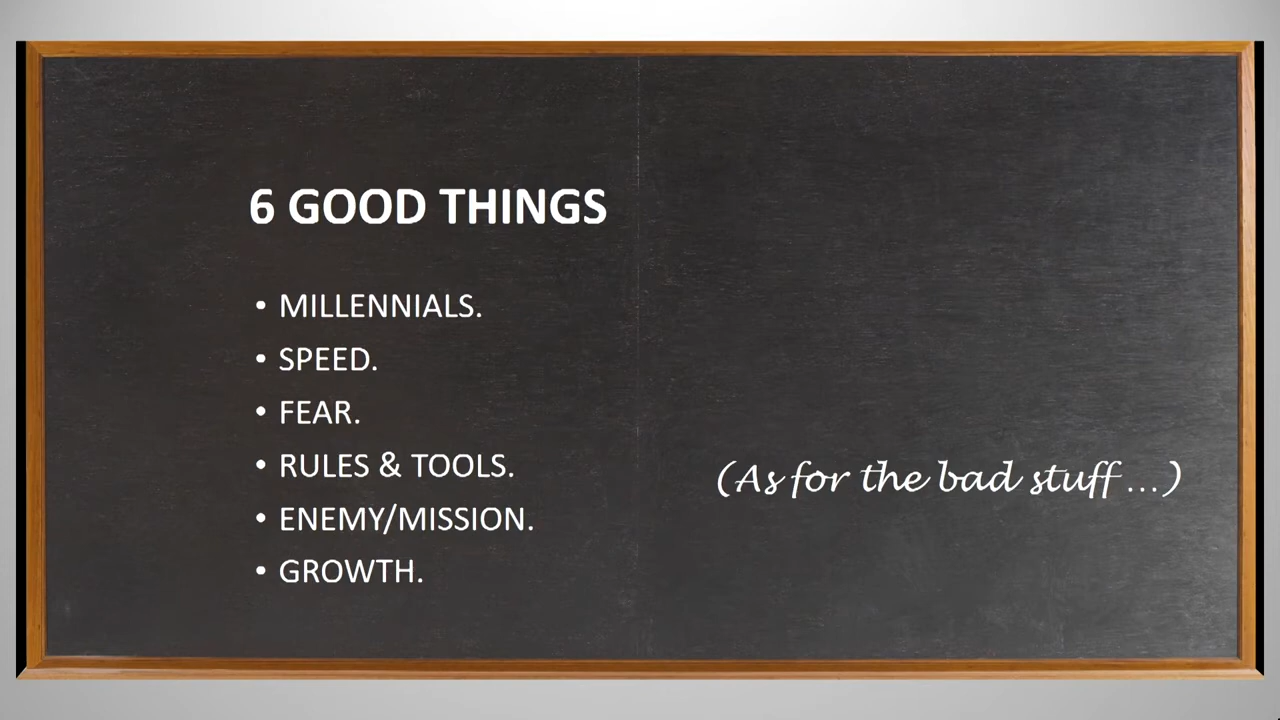 6 GOOD THINGS
• MILLENNIALS.
• SPEED.
• FEAR.
• RULES & TOOLS.
• ENEMY/MISSION.
• GROWTH.
(As for the bad stuff …)